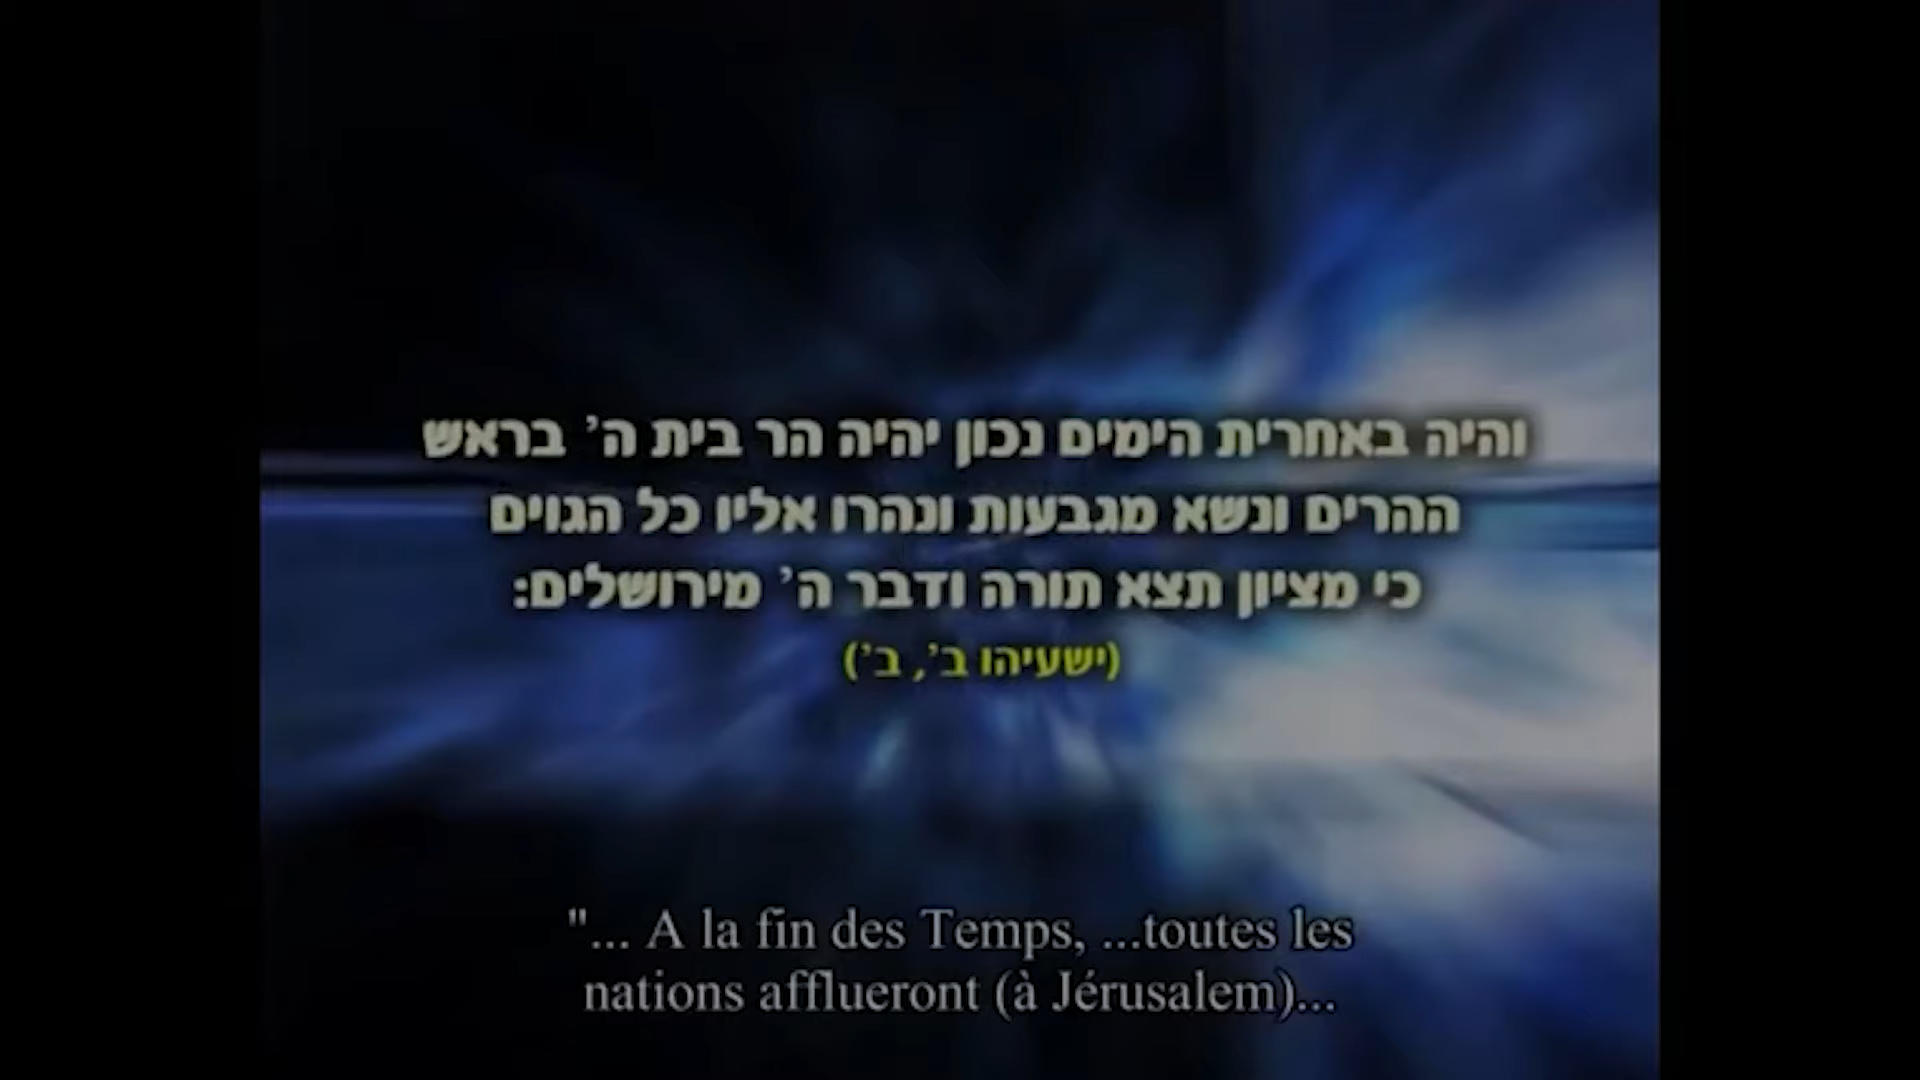 והיה באחרית הימים נכון יהיה הר בית ה' בראש
ההרים ונשא מגבעות ונהרו אליו כל הגוים
כי מציון תצא תורה ודבר ה' מירושלים:
(ישעיהו ב', ב')
"... A la fin des Temps, ...toutes les
nations afflueront (à Jérusalem)...